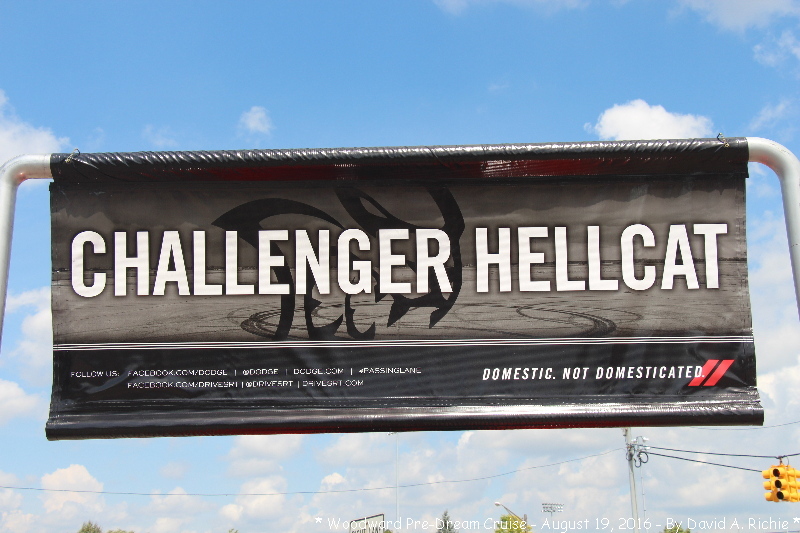 CHALLENGER HELLCAT
FOLLOW US: FACEBOOK.COM/DODGE | @DODGE | DODGE.COM | #PASSINGLANE
FACEBOOK.COM/DRIVESRT | @DRIVESRT | DRIVESRT.COM
DOMESTIC. NOT DOMESTICATED.
* Woodward Pre-Dream Cruise - August 19, 2016 - By David A. Richie *